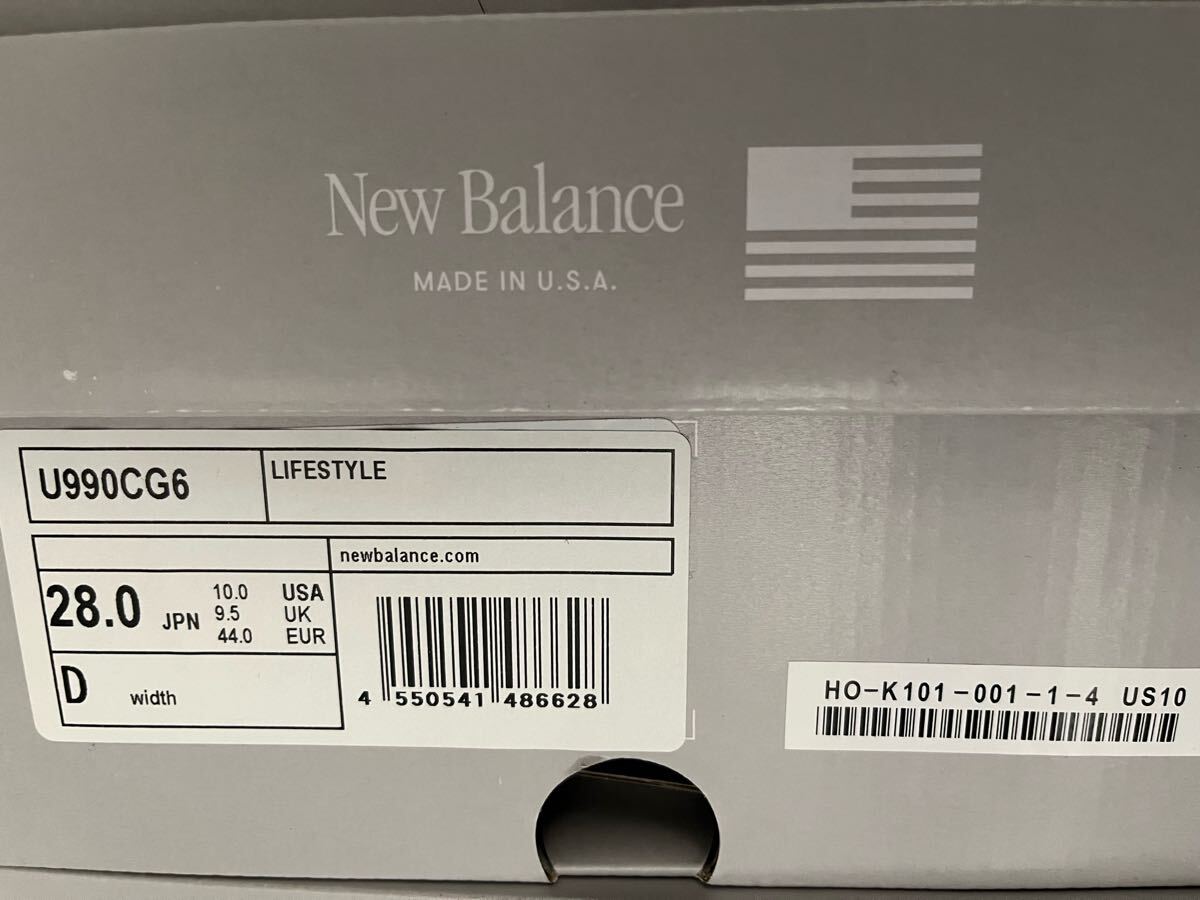 New Balance
MADE IN U.S.A.
U990CG6
LIFESTYLE
newbalance.com
28.0 JPN
10.0 USA
9.5 UK
44.0 EUR
D width
4 550541 486628
HO-K101-001-1-4 US10